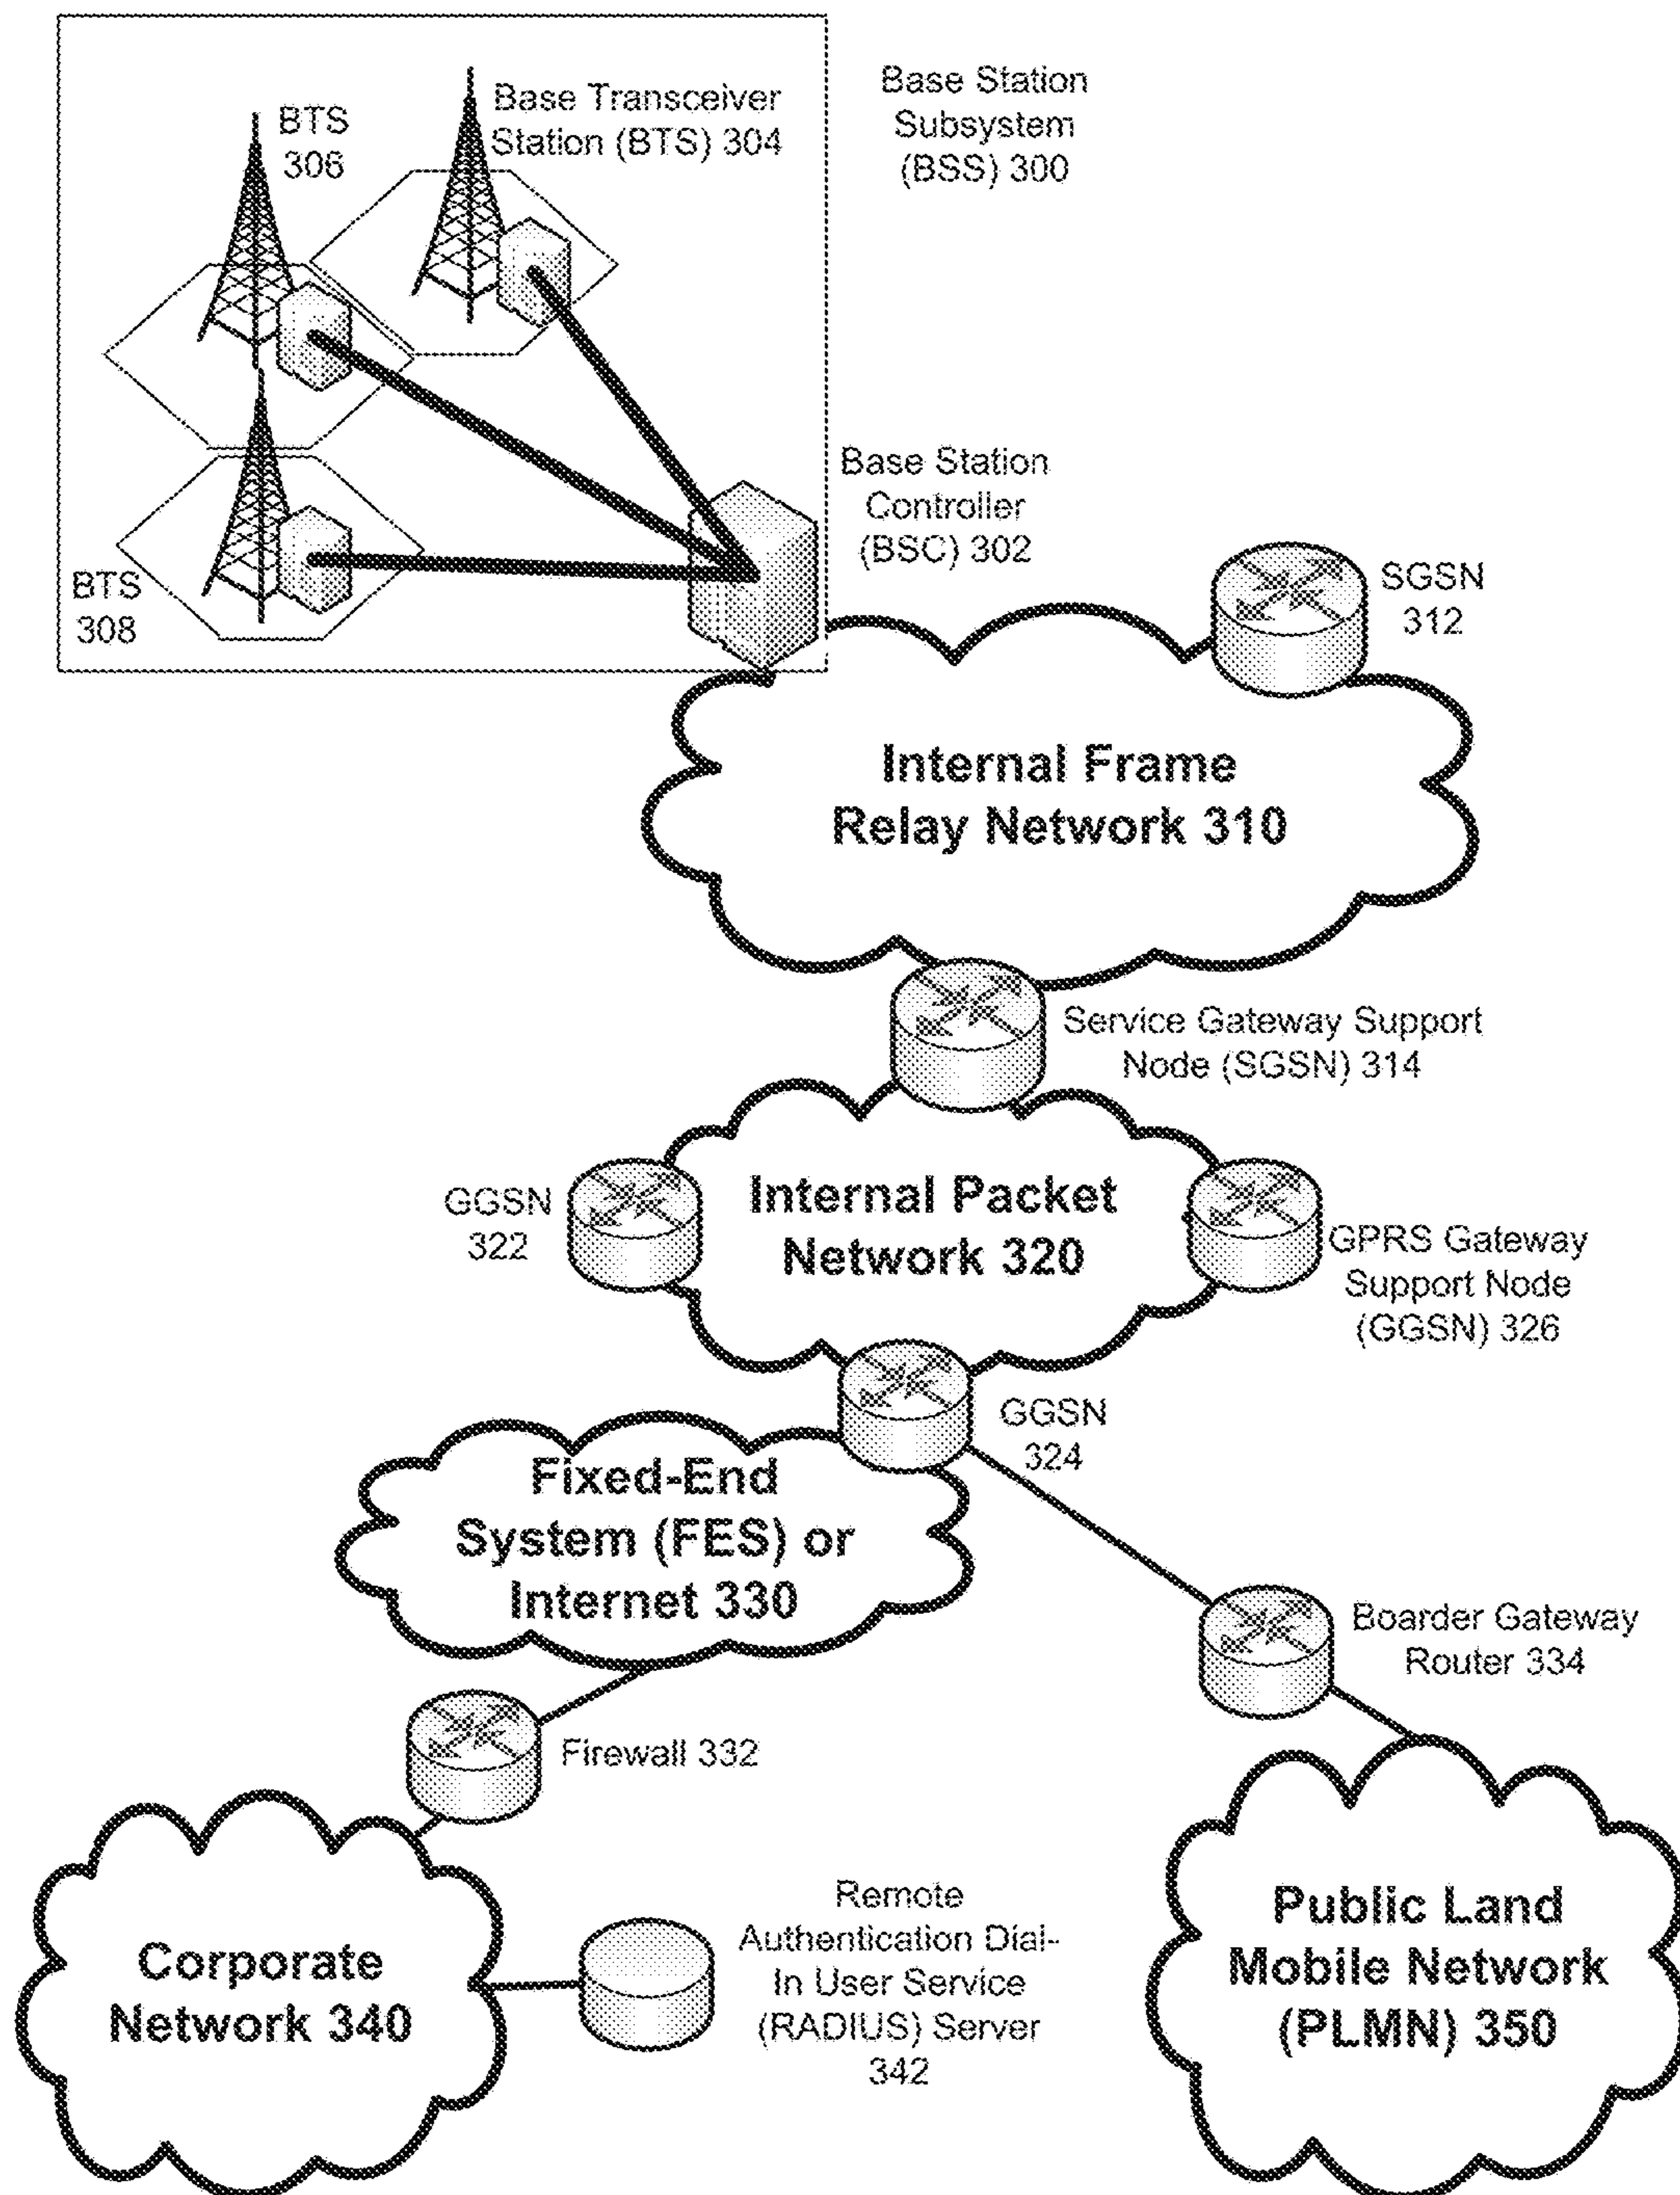 BTS
306
Base Transceiver
Station (BTS) 304
Base Station
Subsystem
(BSS) 300
Base Station
Controller
(BSC) 302
BTS
308
SGSN
312
Internal Frame
Relay Network 310
Service Gateway Support
Node (SGSN) 314
GGSN
322
Internal Packet
Network 320
GPRS Gateway
Support Node
(GGSN) 326
GGSN
324
Fixed-End
System (FES) or
Internet 330
Boarder Gateway
Router 334
Firewall 332
Corporate
Network 340
Remote
Authentication Dial-
In User Service
(RADIUS) Server
342
Public Land
Mobile Network
(PLMN) 350